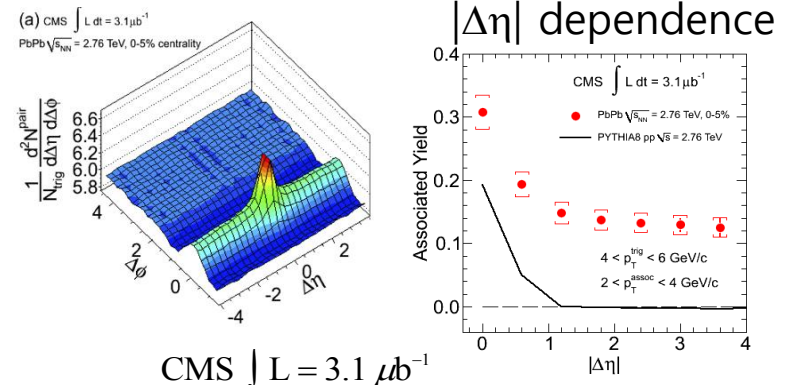 (a) CMS ∫ L dt = 3.1 μb⁻¹
PbPb √sNN = 2.76 TeV, 0-5% centrality
1/Ntrig d²Npair/dΔη dΔϕ
6.6
6.4
6.2
6.0
5.8
4
2
0
Δϕ
-4
-2
0
2
Δη
|Δη| dependence
CMS ∫ L dt = 3.1 μb⁻¹
PbPb √sNN = 2.76 TeV, 0-5%
PYTHIA8 pp √s = 2.76 TeV
Associated Yield
0.4
0.3
0.2
0.1
0.0
4 < pTtrig < 6 GeV/c
2 < pTassoc < 4 GeV/c
0
1
2
3
4
|Δη|
CMS ∫ L = 3.1 μb⁻¹